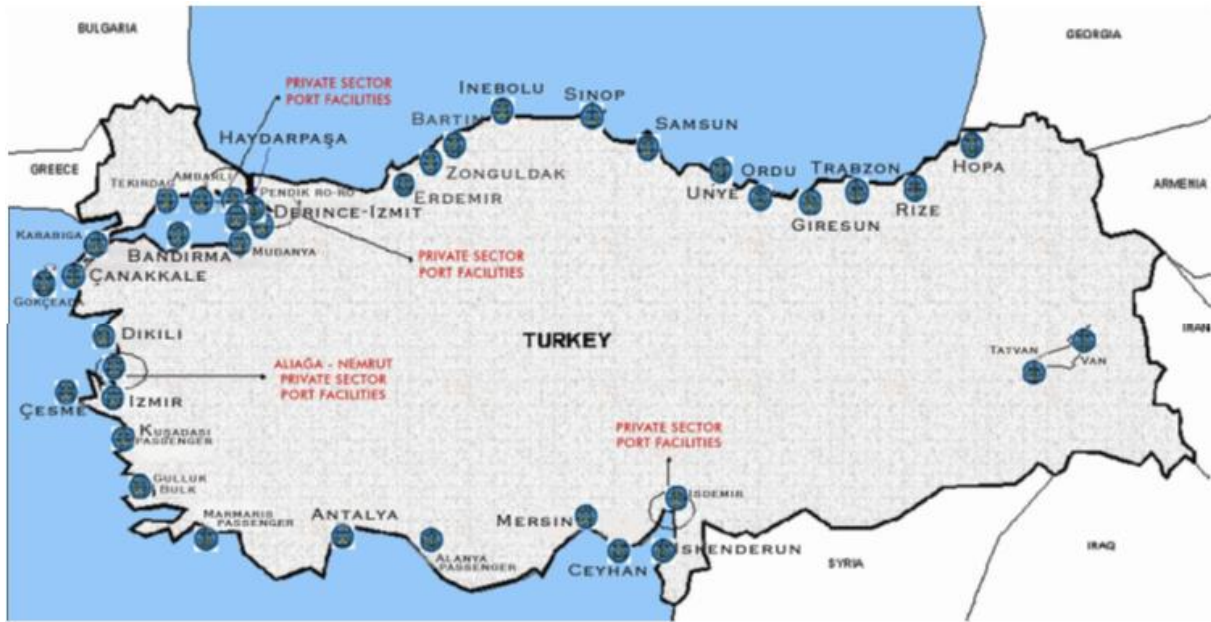 BULGARIA
GEORGIA
PRIVATE SECTOR
PORT FACILITIES
INEBOLU
SINOP
BARTIN
SAMSUN
HAYDARPAŞA
GREECE
ZONGULDAK
ORDU
TRABZON
HOPA
TEKIRDAG
AMBARLI
PENDIK RO-RO
ERDEMIR
UNYE
ARMENIA
DERINCE-IZMIT
GIRESUN
RIZE
KARABIGA
BANDIRMA
MUDANYA
PRIVATE SECTOR
PORT FACILITIES
ÇANAKKALE
GOKÇEADA
DIKILI
TURKEY
IRAN
TATVAN
VAN
ALIAĞA - NEMRUT
PRIVATE SECTOR
PORT FACILITIES
ÇESME
IZMIR
KUSADASI
PASSENGER
PRIVATE SECTOR
PORT FACILITIES
GULLUK
BULK
ISDEMIR
MARMARIS
PASSENGER
ANTALYA
MERSIN
ALANYA
PASSENGER
CEYHAN
ISKENDERUN
SYRIA
IRAQ